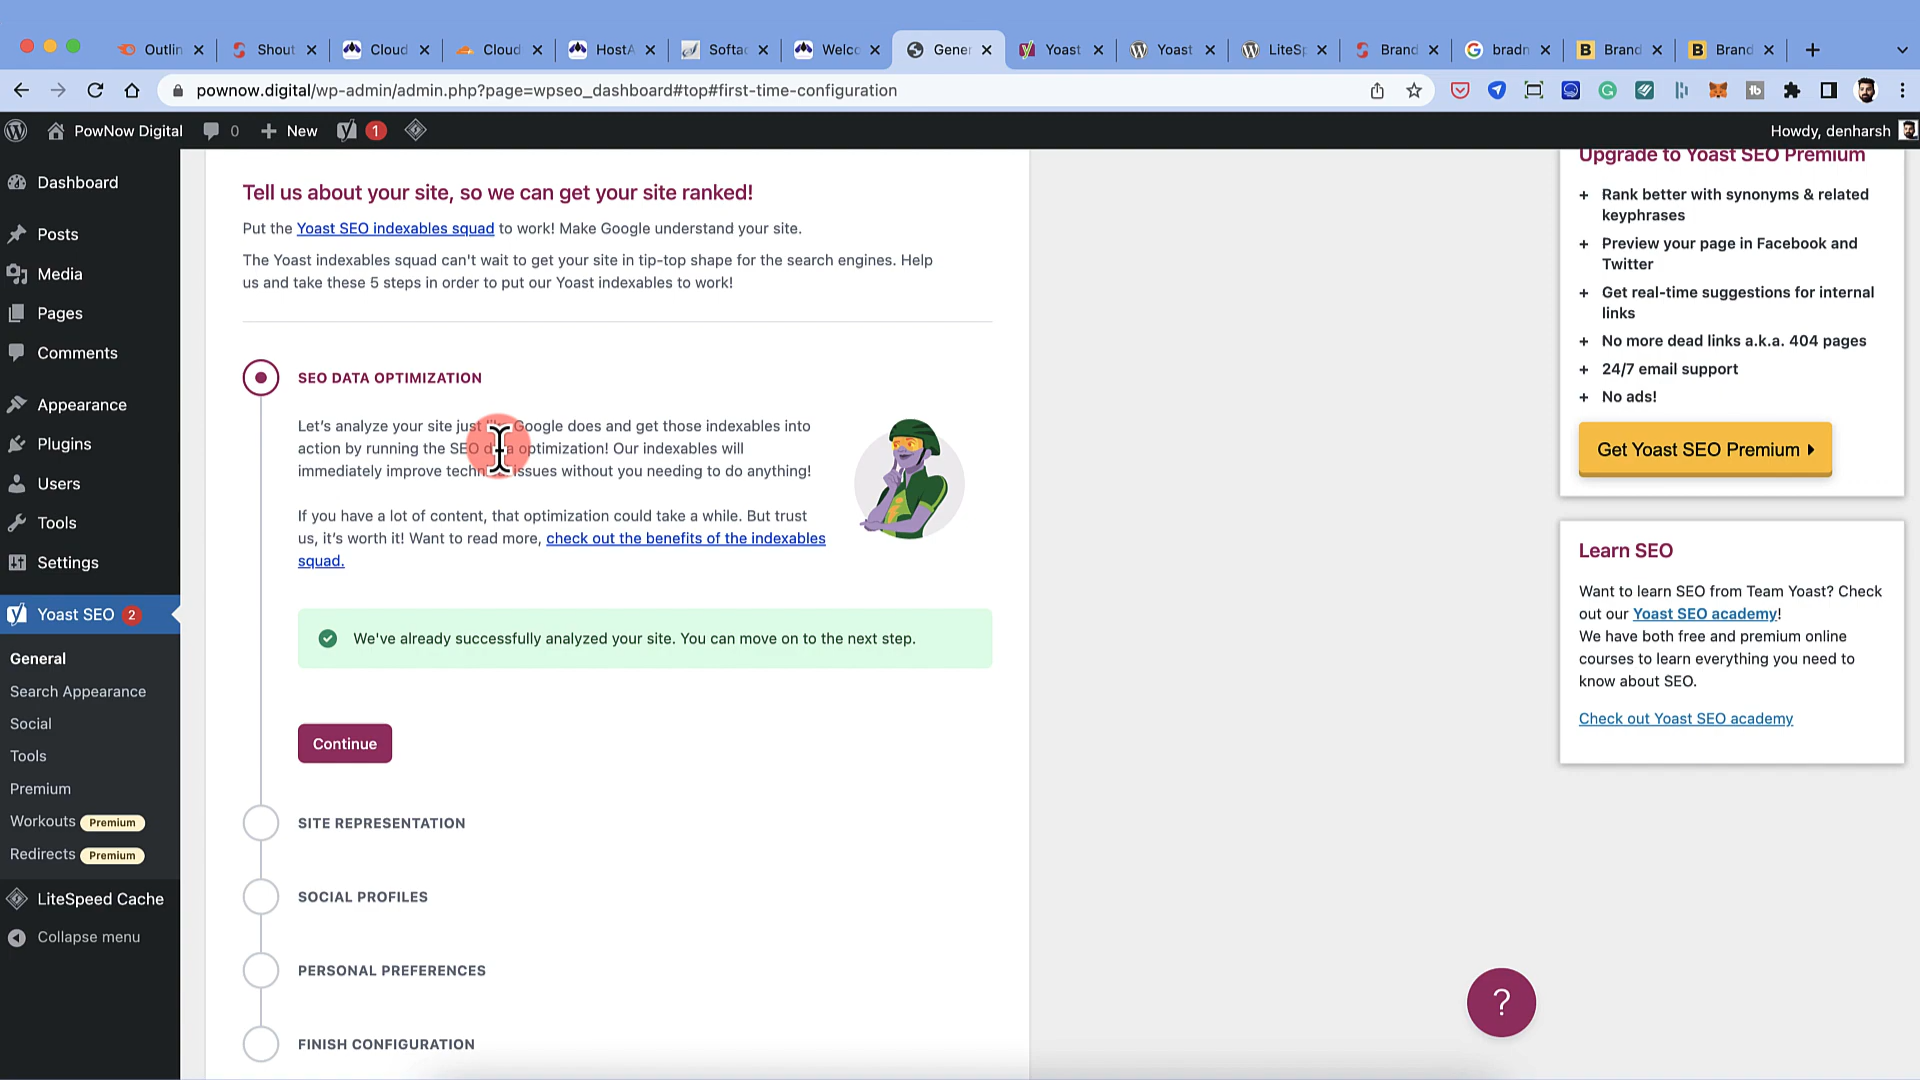 Outlin
Shout
Cloud
Cloud
HostA
Softac
Welco
Gener
Yoast
Yoast
LiteSp
Brand
bradn
Brand
Brand
pownow.digital/wp-admin/admin.php?page=wpseo_dashboard#top#first-time-configuration
PowNow Digital
0
New
1
Howdy, denharsh
Dashboard
Posts
Media
Pages
Comments
Appearance
Plugins
Users
Tools
Settings
Yoast SEO 2
General
Search Appearance
Social
Tools
Premium
Workouts Premium
Redirects Premium
LiteSpeed Cache
Collapse menu
Tell us about your site, so we can get your site ranked!
Put the Yoast SEO indexables squad to work! Make Google understand your site.
The Yoast indexables squad can't wait to get your site in tip-top shape for the search engines. Help
us and take these 5 steps in order to put our Yoast indexables to work!
SEO DATA OPTIMIZATION
Let's analyze your site just like Google does and get those indexables into
action by running the SEO data optimization! Our indexables will
immediately improve technical issues without you needing to do anything!
If you have a lot of content, that optimization could take a while. But trust
us, it's worth it! Want to read more, check out the benefits of the indexables
squad.
We've already successfully analyzed your site. You can move on to the next step.
Continue
SITE REPRESENTATION
SOCIAL PROFILES
PERSONAL PREFERENCES
FINISH CONFIGURATION
Upgrade to Yoast SEO Premium
+ Rank better with synonyms & related
keyphrases
+ Preview your page in Facebook and
Twitter
+ Get real-time suggestions for internal
links
+ No more dead links a.k.a. 404 pages
+ 24/7 email support
+ No ads!
Get Yoast SEO Premium
Learn SEO
Want to learn SEO from Team Yoast? Check
out our Yoast SEO academy!
We have both free and premium online
courses to learn everything you need to
know about SEO.
Check out Yoast SEO academy
?